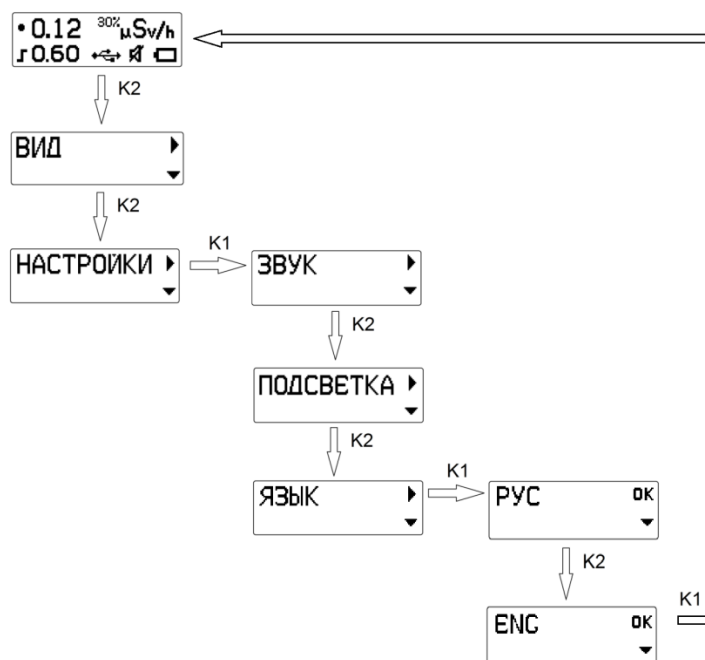 0.12 30% µSv/h
0.60
K2
ВИД
K2
НАСТРОЙКИ
K1
ЗВУК
K2
ПОДСВЕТКА
K2
ЯЗЫК
K1
РУС OK
K2
ENG OK
K1